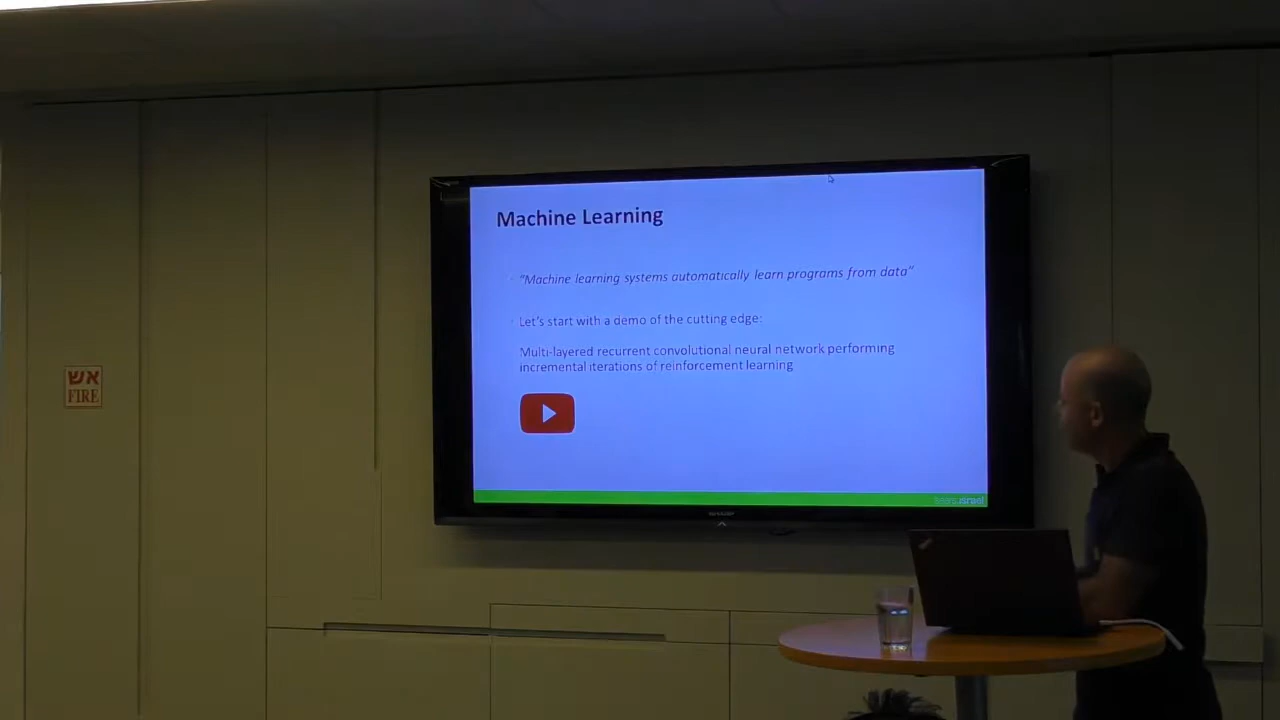 Machine Learning
"Machine learning systems automatically learn programs from data"
Let's start with a demo of the cutting edge:
Multi-layered recurrent convolutional neural network performing
incremental iterations of reinforcement learning
אש
FIRE
SHARP